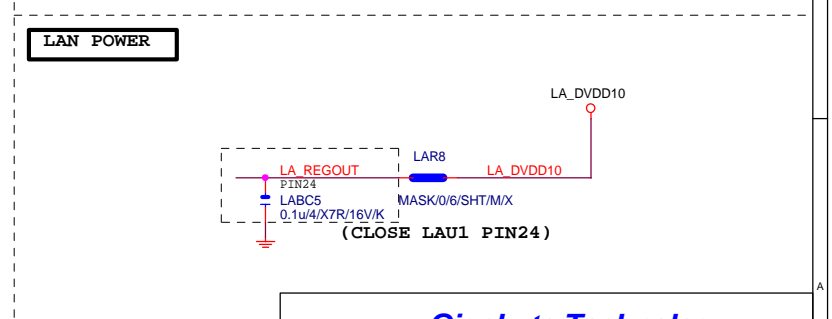 LAN POWER
LA_DVDD10
LAR8
LA_REGOUT
LA_DVDD10
PIN24
LABC5
MASK/0/6/SHT/M/X
0.1u/4/X7R/16V/K
(CLOSE LAU1 PIN24)
A